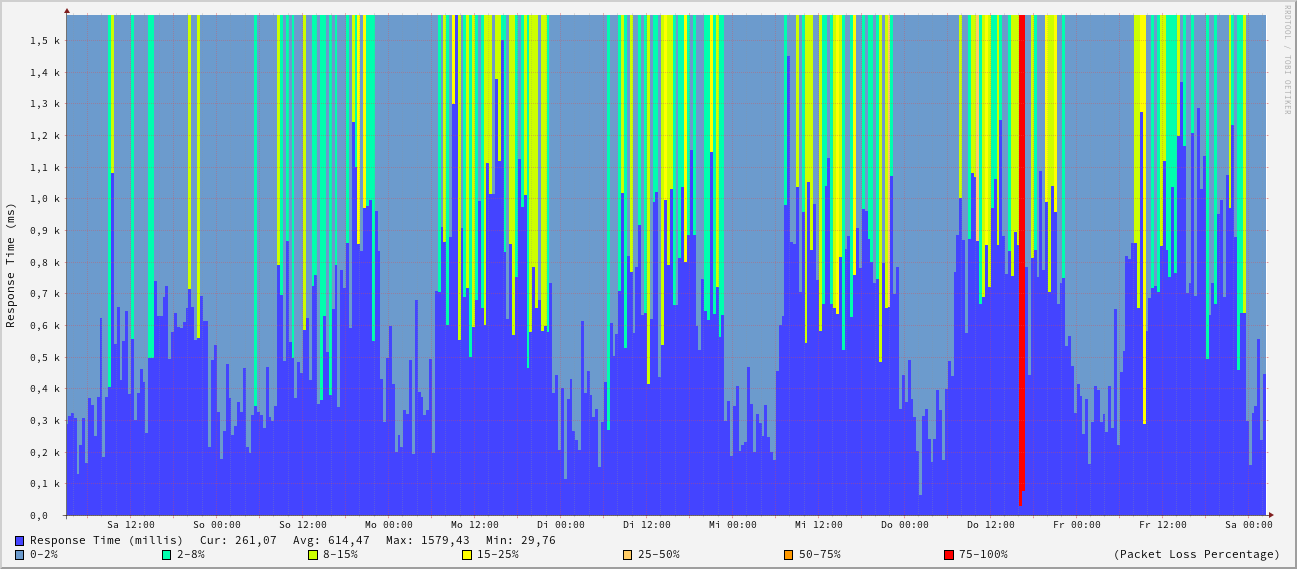 RRDTOOL / TOBI OETIKER
Response Time (ms)
1,5 k
1,4 k
1,3 k
1,2 k
1,1 k
1,0 k
0,9 k
0,8 k
0,7 k
0,6 k
0,5 k
0,4 k
0,3 k
0,2 k
0,1 k
0,0
Sa 12:00 So 00:00 So 12:00 Mo 00:00 Mo 12:00 Di 00:00 Di 12:00 Mi 00:00 Mi 12:00 Do 00:00 Do 12:00 Fr 00:00 Fr 12:00 Sa 00:00
Response Time (millis) Cur: 261,07 Avg: 614,47 Max: 1579,43 Min: 29,76
0-2% 2-8% 8-15% 15-25% 25-50% 50-75% 75-100% (Packet Loss Percentage)